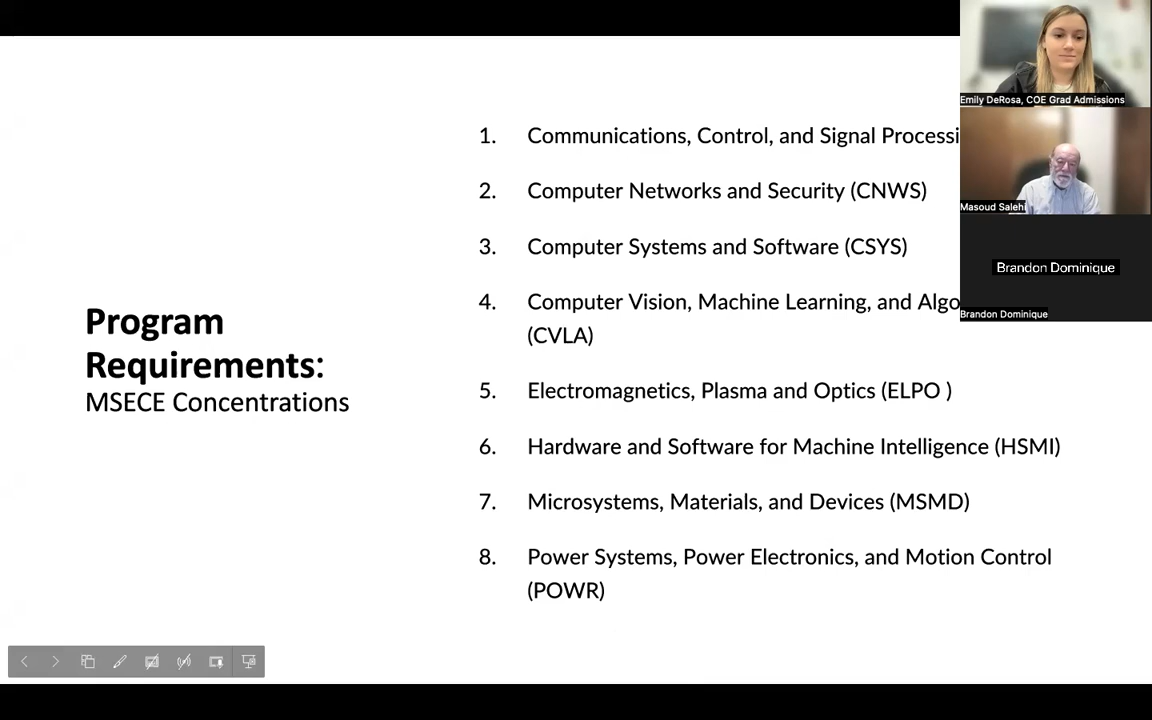 Program
Requirements:
MSECE Concentrations
1. Communications, Control, and Signal Processi
2. Computer Networks and Security (CNWS)
3. Computer Systems and Software (CSYS)
4. Computer Vision, Machine Learning, and Algo
(CVLA)
5. Electromagnetics, Plasma and Optics (ELPO )
6. Hardware and Software for Machine Intelligence (HSMI)
7. Microsystems, Materials, and Devices (MSMD)
8. Power Systems, Power Electronics, and Motion Control
(POWR)
Emily DeRosa, COE Grad Admissions
Masoud Salehi
Brandon Dominique
Brandon Dominique